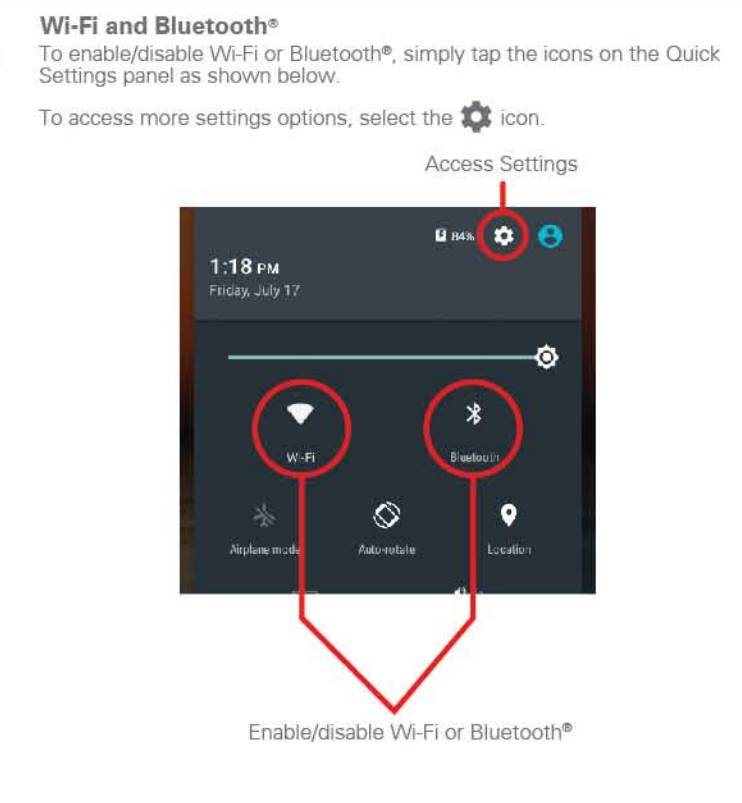 Wi-Fi and Bluetooth®
To enable/disable Wi-Fi or Bluetooth®, simply tap the icons on the Quick
Settings panel as shown below.
To access more settings options, select the icon.
Access Settings
84%
1:18 PM
Friday, July 17
Wi-Fi
Bluetooth
Airplane mode
Auto-rotate
Location
Enable/disable Wi-Fi or Bluetooth®